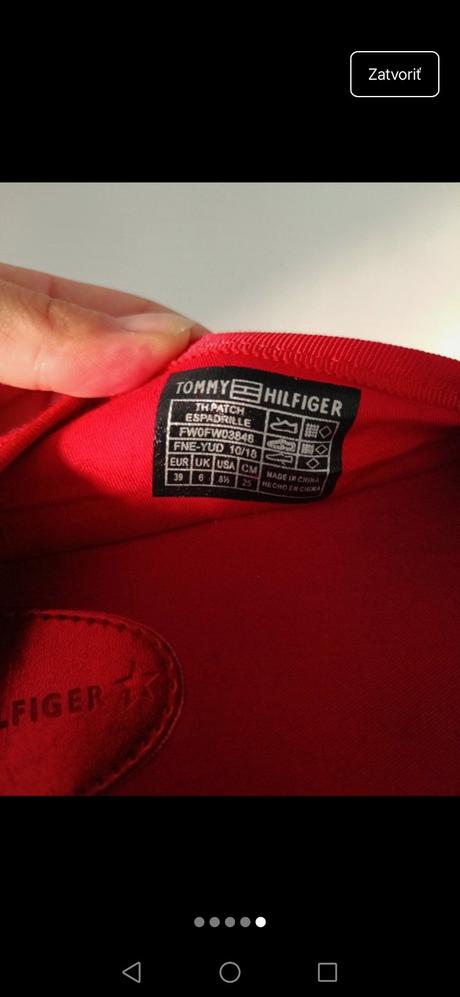 Zatvoriť
TOMMY HILFIGER
TH PATCH
ESPADRILLE
FW0FW03846
FNE-YUD 10/18
EUR UK USA CM
39 6 8½ 25
MADE IN CHINA
HECHO EN CHINA
LFIGER